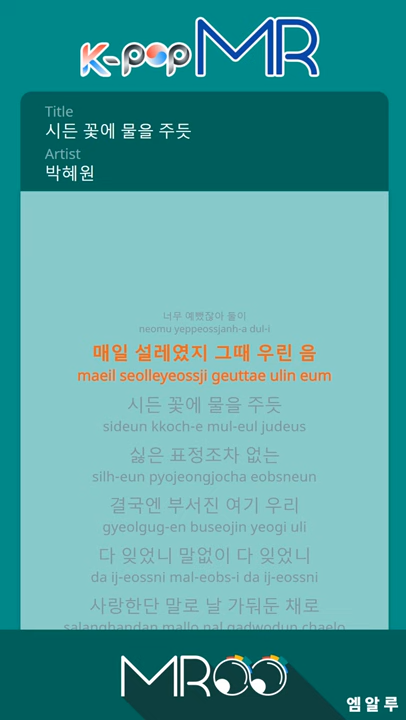 K-popMR
Title
시든 꽃에 물을 주듯
Artist
박혜원
너무 예뻤잖아 둘이
neomu yeppeossjanh-a dul-i
매일 설레였지 그때 우린 음
maeil seolleyeossji geuttae ulin eum
시든 꽃에 물을 주듯
sideun kkoch-e mul-eul judeus
싫은 표정조차 없는
silh-eun pyojeongjocha eobsneun
결국엔 부서진 여기 우리
gyeolgug-en buseojin yeogi uli
다 잊었니 말없이 다 잊었니
da ij-eossni mal-eobs-i da ij-eossni
사랑한단 말로 날 가둬둔 채로
salanghandan mallo nal gadwodun chaelo
MROO
엠알루